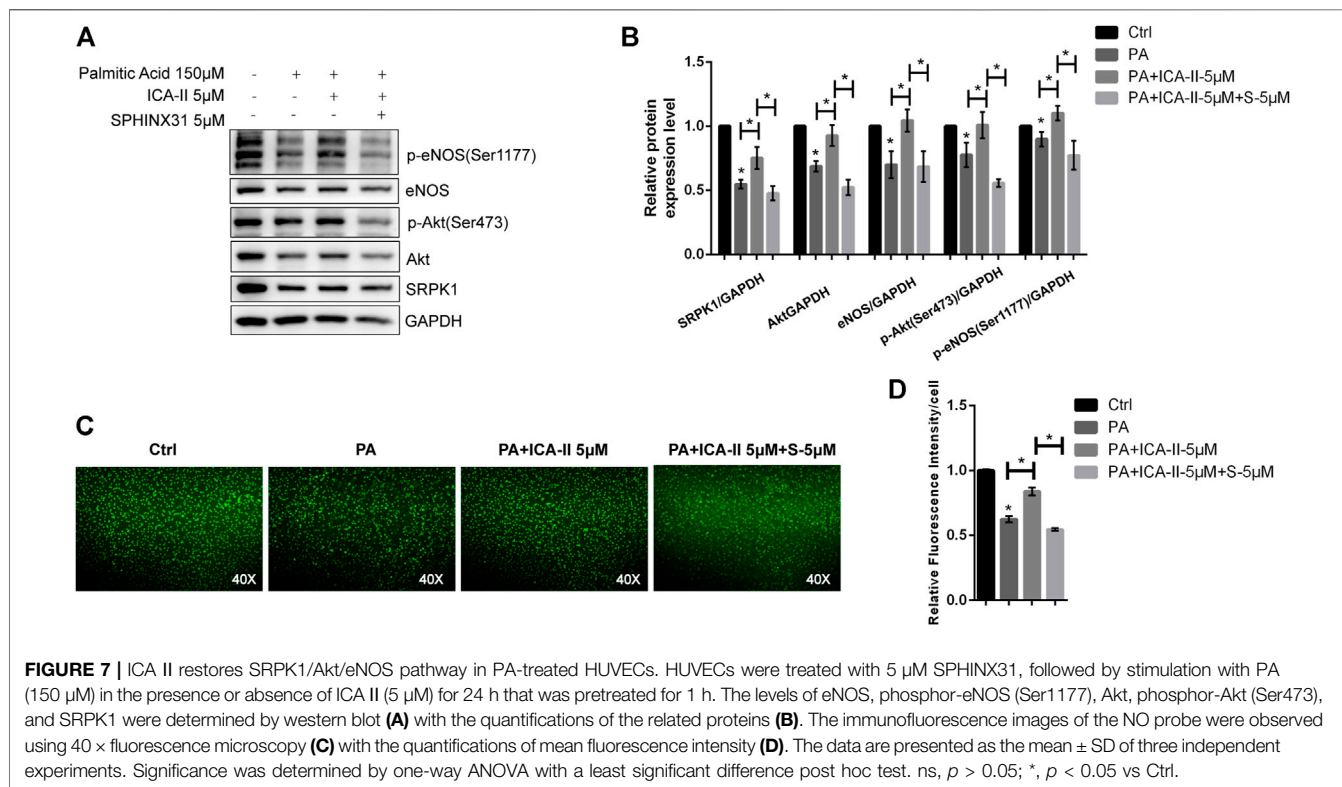 A
Palmitic Acid 150μM - + + +
ICA-II 5μM - - + +
SPHINX31 5μM - - - +
p-eNOS(Ser1177)
eNOS
p-Akt(Ser473)
Akt
SRPK1
GAPDH
B
Relative protein
expression level
1.5
1.0
0.5
0.0
* * * * *
* * * * *
* * * * *
SRPK1/GAPDH
AktGAPDH
eNOS/GAPDH
p-Akt(Ser473)/GAPDH
p-eNOS(Ser1177)/GAPDH
Ctrl
PA
PA+ICA-II-5μM
PA+ICA-II-5μM+S-5μM
C
Ctrl PA PA+ICA-II 5μM PA+ICA-II 5μM+S-5μM
40X 40X 40X 40X
D
Relative Fluorescence Intensity/cell
1.5
1.0
0.5
0.0
*
*
*
Ctrl
PA
PA+ICA-II-5μM
PA+ICA-II-5μM+S-5μM
FIGURE 7 | ICA II restores SRPK1/Akt/eNOS pathway in PA-treated HUVECs. HUVECs were treated with 5 μM SPHINX31, followed by stimulation with PA
(150 μM) in the presence or absence of ICA II (5 μM) for 24 h that was pretreated for 1 h. The levels of eNOS, phosphor-eNOS (Ser1177), Akt, phosphor-Akt (Ser473),
and SRPK1 were determined by western blot (A) with the quantifications of the related proteins (B). The immunofluorescence images of the NO probe were observed
using 40 × fluorescence microscopy (C) with the quantifications of mean fluorescence intensity (D). The data are presented as the mean ± SD of three independent
experiments. Significance was determined by one-way ANOVA with a least significant difference post hoc test. ns, p > 0.05; *, p < 0.05 vs Ctrl.